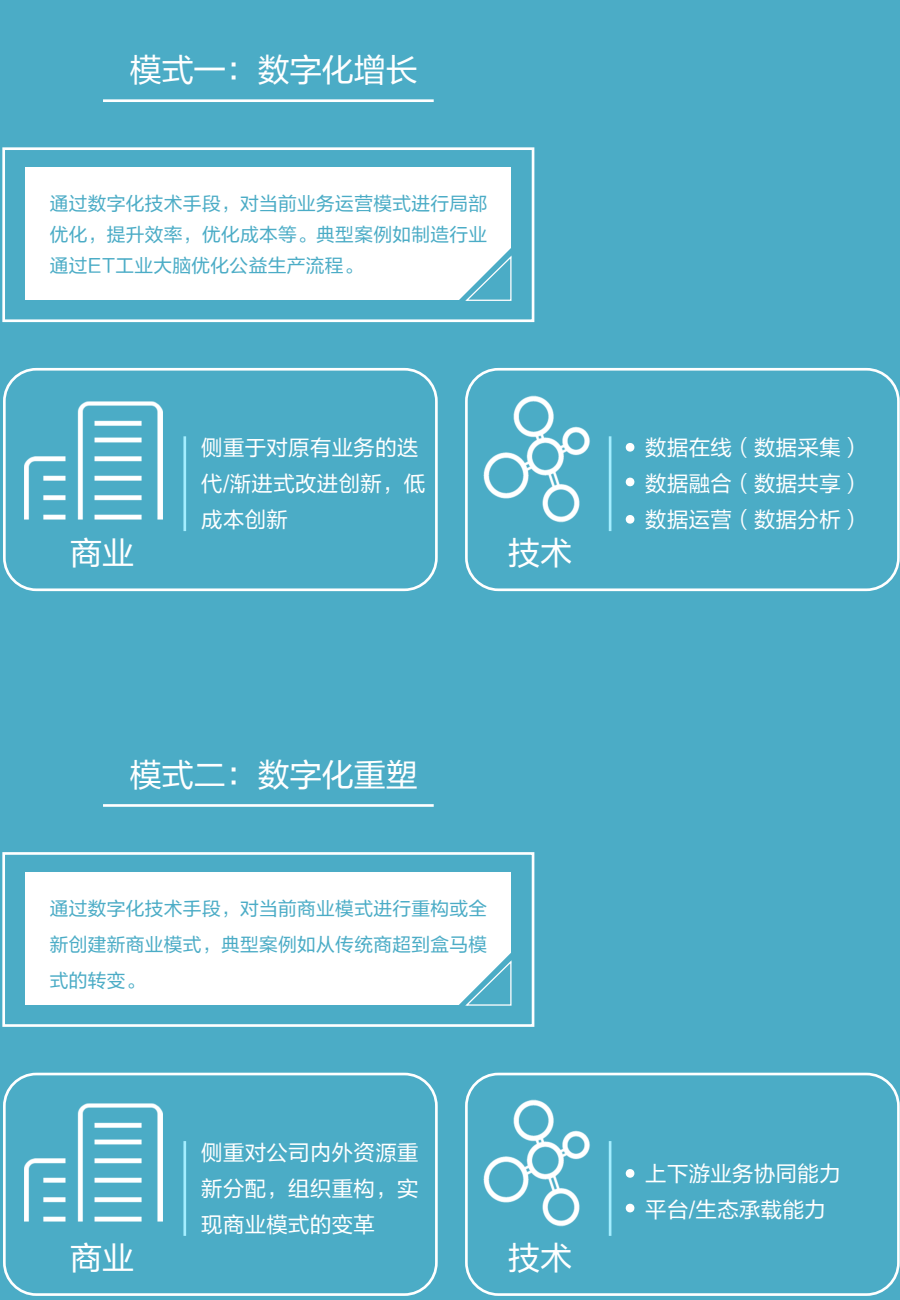 模式一：数字化增长
通过数字化技术手段，对当前业务运营模式进行局部
优化，提升效率，优化成本等。典型案例如制造行业
通过ET工业大脑优化公益生产流程。
侧重于对原有业务的迭
代/渐进式改进创新，低
成本创新
商业
• 数据在线（数据采集）
• 数据融合（数据共享）
• 数据运营（数据分析）
技术
模式二：数字化重塑
通过数字化技术手段，对当前商业模式进行重构或全
新创建新商业模式，典型案例如从传统商超到盒马模
式的转变。
侧重对公司内外资源重
新分配，组织重构，实
现商业模式的变革
商业
• 上下游业务协同能力
• 平台/生态承载能力
技术